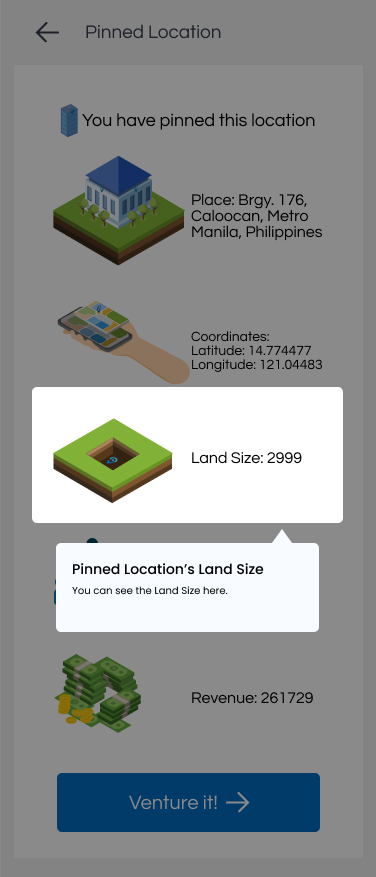 Pinned Location
You have pinned this location
Place: Brgy. 176,
Caloocan, Metro
Manila, Philippines
Coordinates:
Latitude: 14.774477
Longitude: 121.04483
Land Size: 2999
Pinned Location's Land Size
You can see the Land Size here.
Revenue: 261729
Venture it!